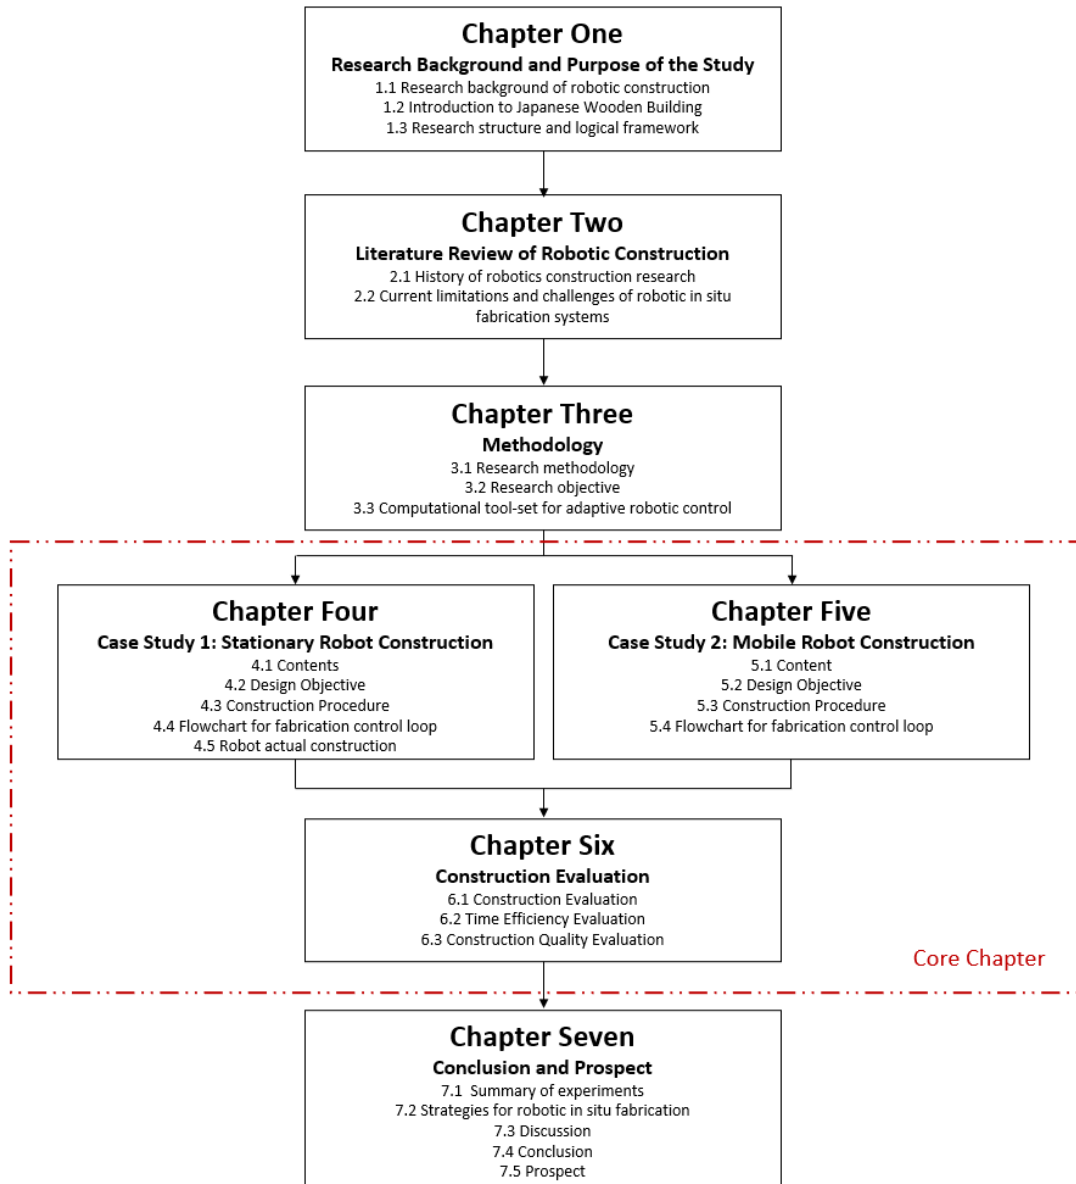 Chapter One
Research Background and Purpose of the Study
1.1 Research background of robotic construction
1.2 Introduction to Japanese Wooden Building
1.3 Research structure and logical framework
Chapter Two
Literature Review of Robotic Construction
2.1 History of robotics construction research
2.2 Current limitations and challenges of robotic in situ
fabrication systems
Chapter Three
Methodology
3.1 Research methodology
3.2 Research objective
3.3 Computational tool-set for adaptive robotic control
Chapter Four
Case Study 1: Stationary Robot Construction
4.1 Contents
4.2 Design Objective
4.3 Construction Procedure
4.4 Flowchart for fabrication control loop
4.5 Robot actual construction
Chapter Five
Case Study 2: Mobile Robot Construction
5.1 Content
5.2 Design Objective
5.3 Construction Procedure
5.4 Flowchart for fabrication control loop
Chapter Six
Construction Evaluation
6.1 Construction Evaluation
6.2 Time Efficiency Evaluation
6.3 Construction Quality Evaluation
Core Chapter
Chapter Seven
Conclusion and Prospect
7.1 Summary of experiments
7.2 Strategies for robotic in situ fabrication
7.3 Discussion
7.4 Conclusion
7.5 Prospect